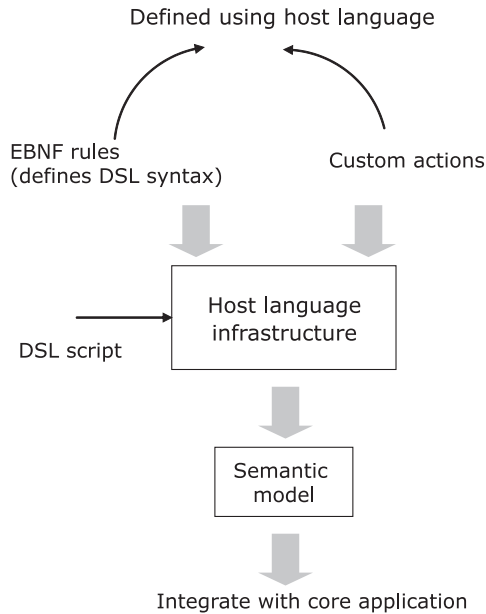 Defined using host language
EBNF rules
(defines DSL syntax)
Custom actions
Host language
infrastructure
DSL script
Semantic
model
Integrate with core application